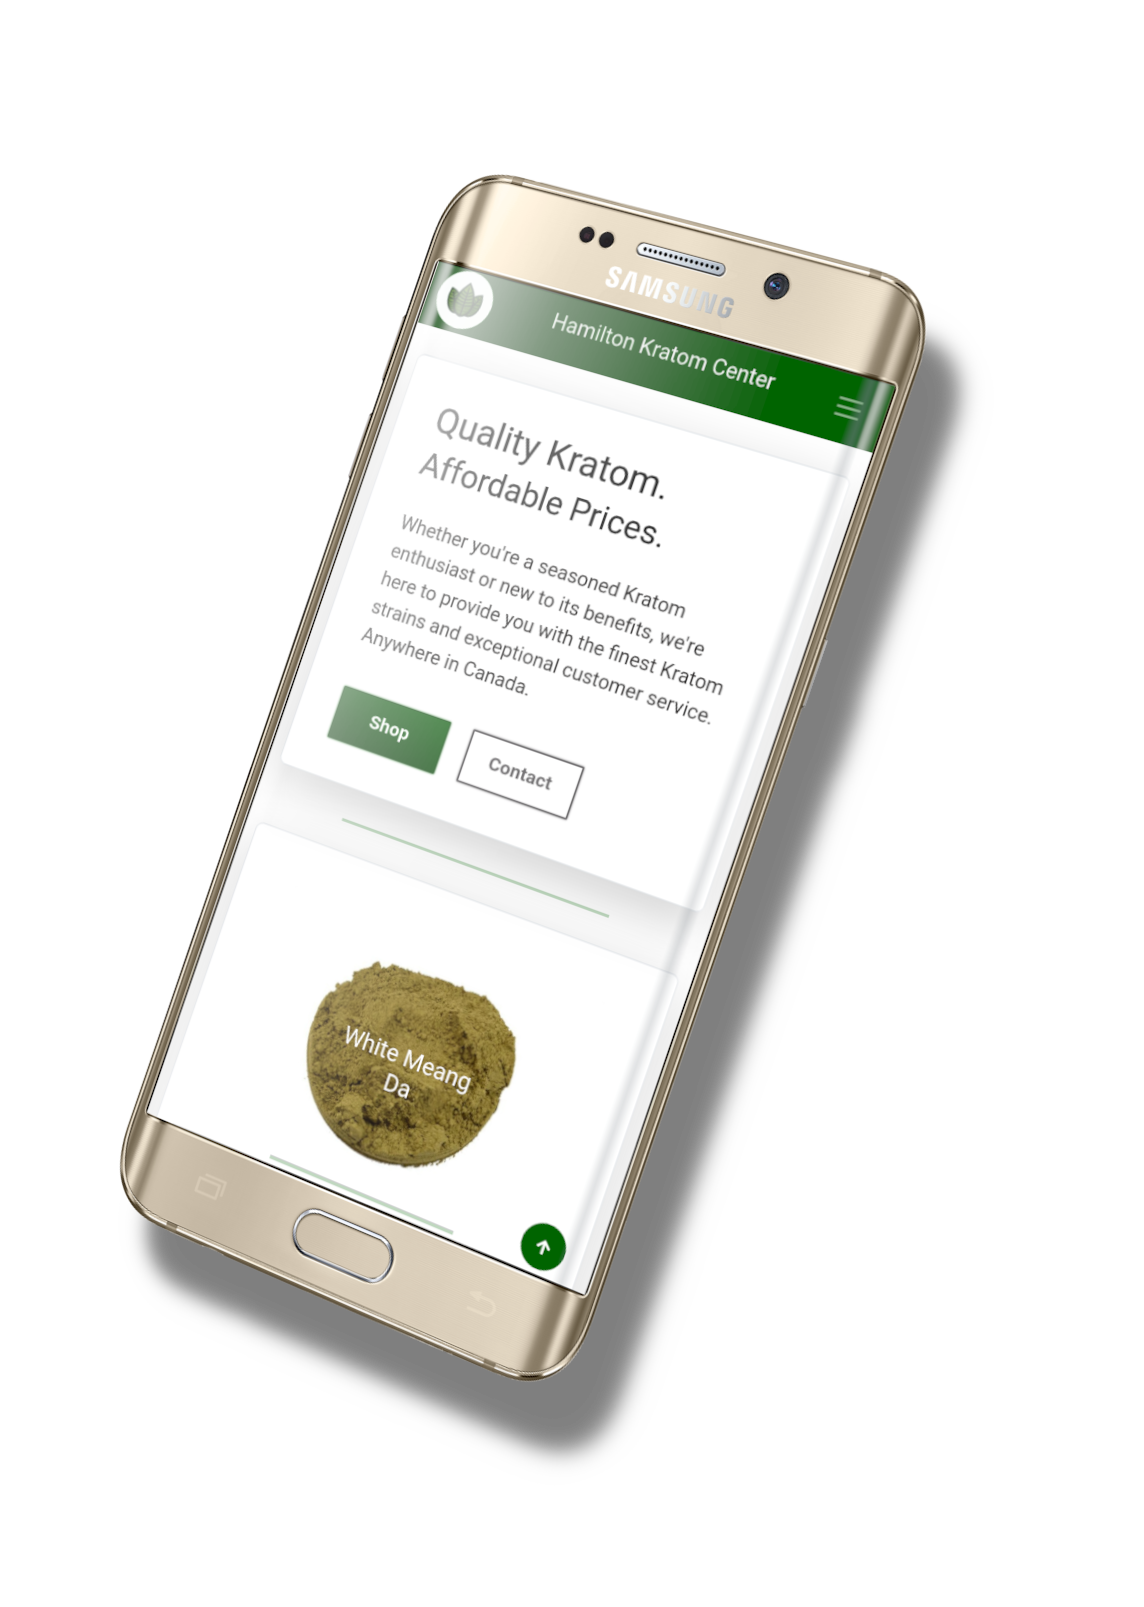 SAMSUNG
Hamilton Kratom Center
Quality Kratom.
Affordable Prices.
Whether you're a seasoned Kratom
enthusiast or new to its benefits, we're
here to provide you with the finest Kratom
strains and exceptional customer service.
Anywhere in Canada.
Shop
Contact
White Meang
Da